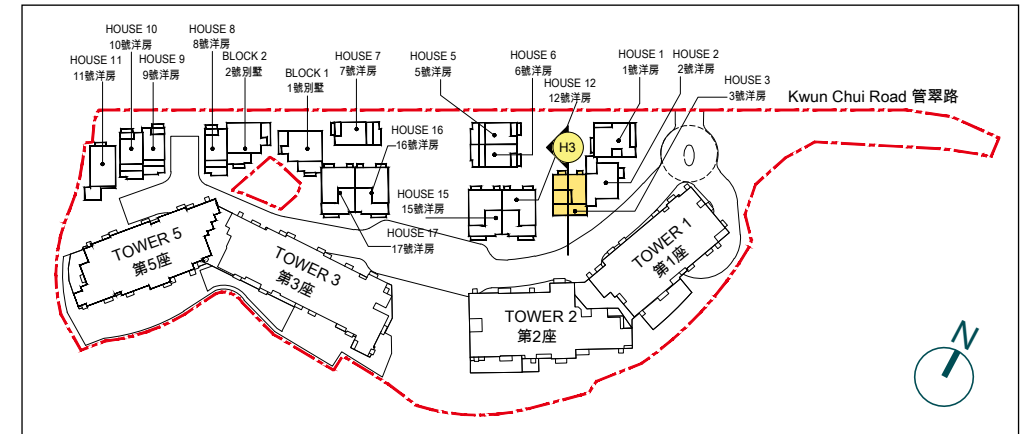 HOUSE 10
10號洋房
HOUSE 8
8號洋房
HOUSE 11
11號洋房
HOUSE 9
9號洋房
BLOCK 2
2號別墅
BLOCK 1
1號別墅
HOUSE 7
7號洋房
HOUSE 5
5號洋房
HOUSE 6
6號洋房
HOUSE 12
12號洋房
HOUSE 1
1號洋房
HOUSE 2
2號洋房
HOUSE 3
3號洋房
Kwun Chui Road 管翠路
HOUSE 16
16號洋房
H3
HOUSE 15
15號洋房
HOUSE 17
17號洋房
TOWER 5
第5座
TOWER 3
第3座
TOWER 2
第2座
TOWER 1
第1座
N